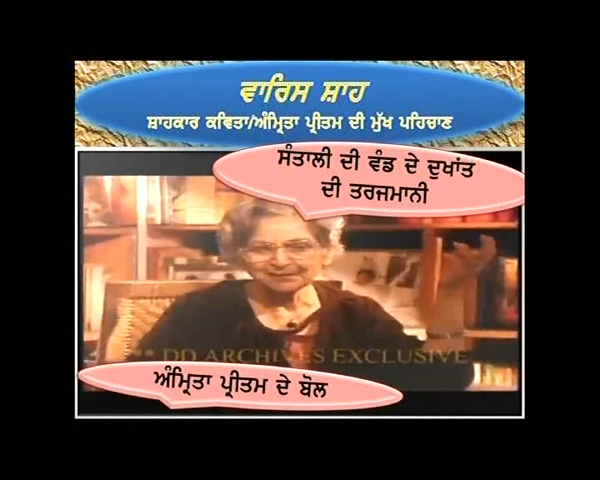 ਵਾਰਿਸ ਸ਼ਾਹ
ਸ਼ਾਹਕਾਰ ਕਵਿਤਾ/ਅੰਮ੍ਰਿਤਾ ਪ੍ਰੀਤਮ ਦੀ ਮੁੱਖ ਪਹਿਚਾਣ
ਸੰਤਾਲੀ ਦੀ ਵੰਡ ਦੇ ਦੁਖਾਂਤ
ਦੀ ਤਰਜਮਾਨੀ
** DD ARCHIVES EXCLUSIVE
ਅੰਮ੍ਰਿਤਾ ਪ੍ਰੀਤਮ ਦੇ ਬੋਲ